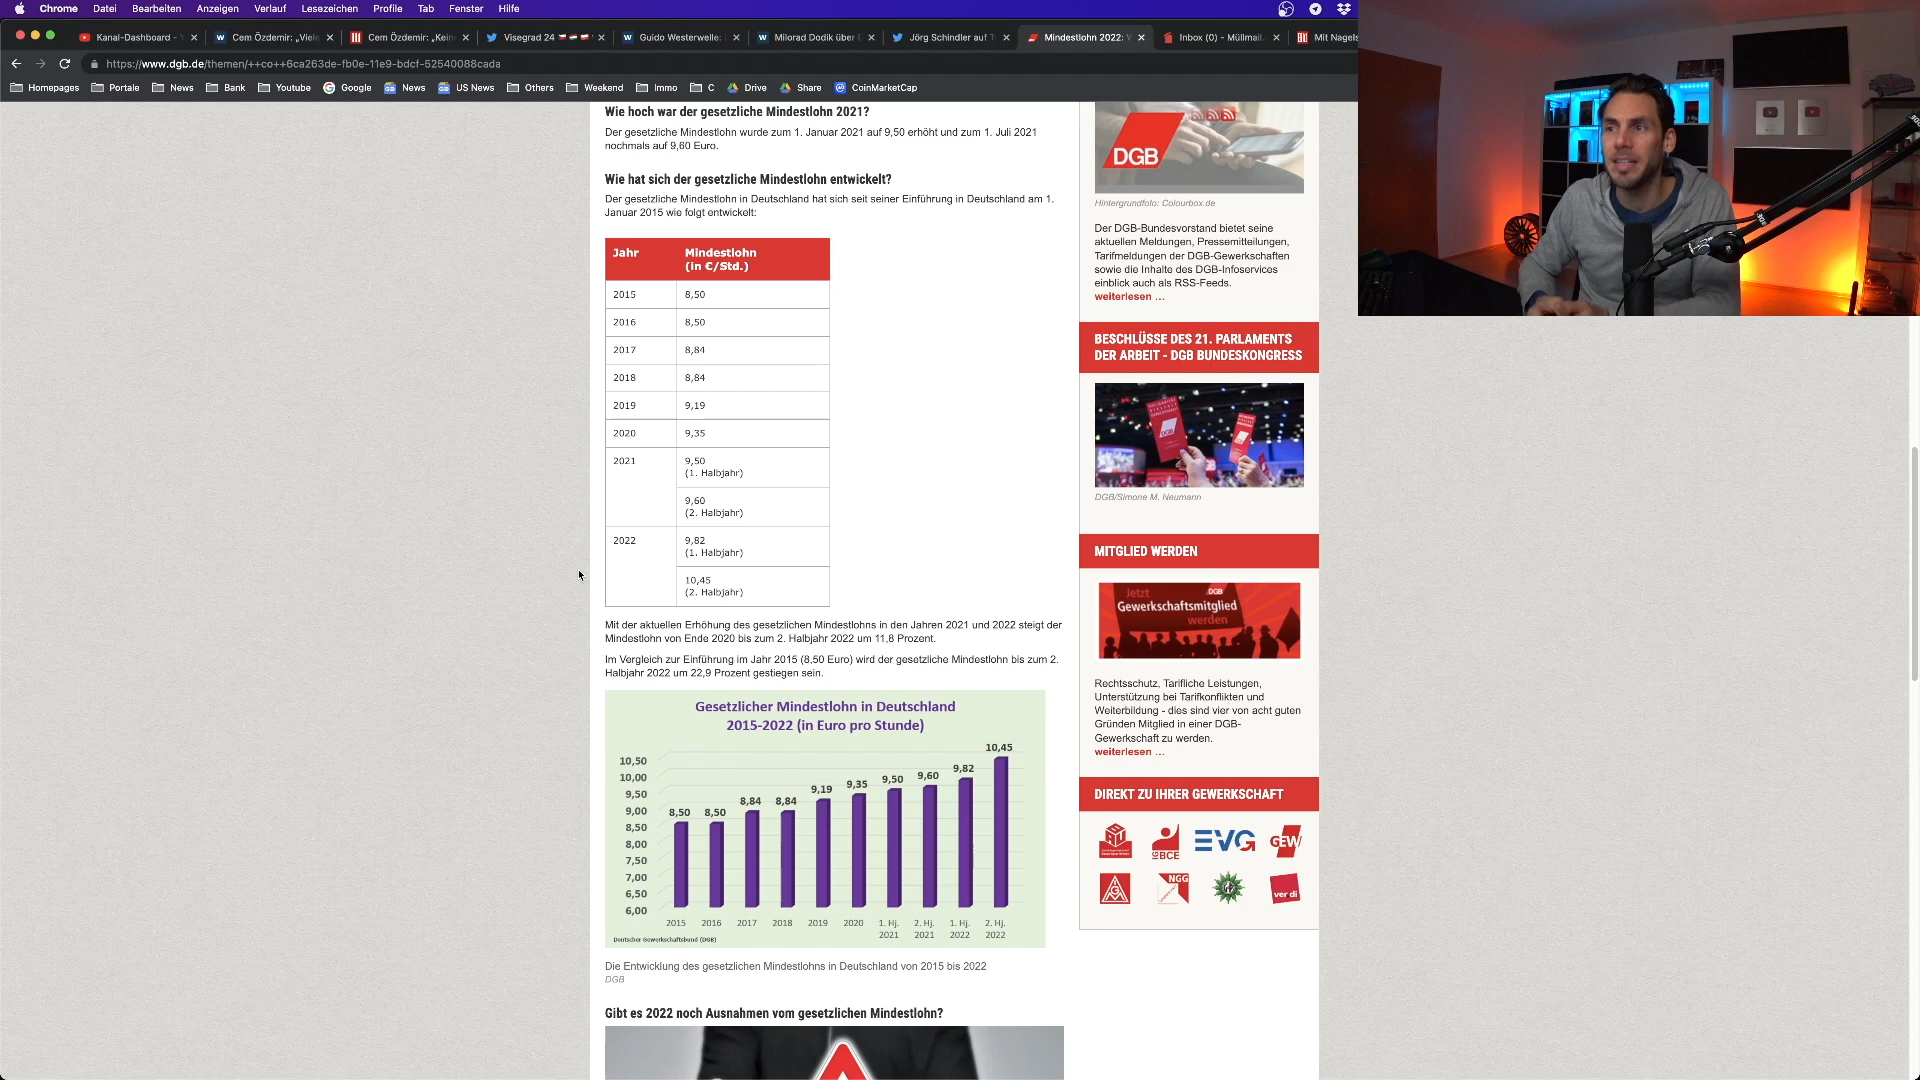 Chrome Datei Bearbeiten Anzeigen Verlauf Lesezeichen Profile Tab Fenster Hilfe
Kanal-Dashboard - Cem Özdemir: „Viele Cem Özdemir: „Kein Visegrad 24 Guido Westerwelle: Milorad Dodik über Jörg Schindler auf Mindestlohn 2022: Inbox (0) - Müllmail Mit Nagels
https://www.dgb.de/themen/++co++6ca263de-fb0e-11e9-bdcf-52540088cada
Homepages Portale News Bank Youtube Google News US News Others Weekend Immo C Drive Share CoinMarketCap
Wie hoch war der gesetzliche Mindestlohn 2021?
Der gesetzliche Mindestlohn wurde zum 1. Januar 2021 auf 9,50 erhöht und zum 1. Juli 2021
nochmals auf 9,60 Euro.
Wie hat sich der gesetzliche Mindestlohn entwickelt?
Der gesetzliche Mindestlohn in Deutschland hat sich seit seiner Einführung in Deutschland am 1.
Januar 2015 wie folgt entwickelt:
Jahr Mindestlohn
(in €/Std.)
2015 8,50
2016 8,50
2017 8,84
2018 8,84
2019 9,19
2020 9,35
2021 9,50
(1. Halbjahr)
9,60
(2. Halbjahr)
2022 9,82
(1. Halbjahr)
10,45
(2. Halbjahr)
Mit der aktuellen Erhöhung des gesetzlichen Mindestlohns in den Jahren 2021 und 2022 steigt der
Mindestlohn von Ende 2020 bis zum 2. Halbjahr 2022 um 11,8 Prozent.
Im Vergleich zur Einführung im Jahr 2015 (8,50 Euro) wird der gesetzliche Mindestlohn bis zum 2.
Halbjahr 2022 um 22,9 Prozent gestiegen sein.
Gesetzlicher Mindestlohn in Deutschland
2015-2022 (in Euro pro Stunde)
10,50
10,00
9,50
9,00
8,50
8,00
7,50
7,00
6,50
6,00
8,50 8,50 8,84 8,84 9,19 9,35 9,50 9,60 9,82 10,45
2015 2016 2017 2018 2019 2020 1. Hj. 2. Hj. 1. Hj. 2. Hj.
2021 2021 2022 2022
Deutscher Gewerkschaftsbund (DGB)
Die Entwicklung des gesetzlichen Mindestlohns in Deutschland von 2015 bis 2022
DGB
Gibt es 2022 noch Ausnahmen vom gesetzlichen Mindestlohn?
DGB
Hintergrundfoto: Colourbox.de
Der DGB-Bundesvorstand bietet seine
aktuellen Meldungen, Pressemitteilungen,
Tarifmeldungen der DGB-Gewerkschaften
sowie die Inhalte des DGB-Infoservices
einblick auch als RSS-Feeds.
weiterlesen …
BESCHLÜSSE DES 21. PARLAMENTS
DER ARBEIT - DGB BUNDESKONGRESS
DGB
DGB/Simone M. Neumann
MITGLIED WERDEN
Jetzt DGB
Gewerkschaftsmitglied
werden
Rechtsschutz, Tarifliche Leistungen,
Unterstützung bei Tarifkonflikten und
Weiterbildung - dies sind vier von acht guten
Gründen Mitglied in einer DGB-
Gewerkschaft zu werden.
weiterlesen …
DIREKT ZU IHRER GEWERKSCHAFT
IG BCE EVG GEW
NGG ver di